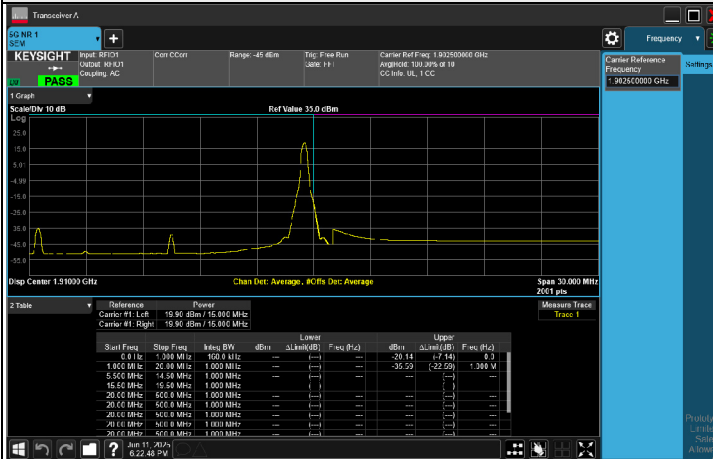 Transceiver A
5G NR 1
SEM
Frequency
KEYSIGHT
Input: RFIO1
Output: RFIO1
Coupling: AC
Corr CCorr
Range: -45 dBm
Trig: Free Run
Gate: FFT
Carrier Ref Freq: 1.902500000 GHz
Avg|Hold: 100.00% of 10
CC Info: UL, 1 CC
PASS
Carrier Reference
Frequency
1.902500000 GHz
Settings
1 Graph
Scale/Div 10 dB
Ref Value 35.0 dBm
Log
25.0
15.0
5.01
-4.99
-15.0
-25.0
-35.0
-45.0
-55.0
Disp Center 1.91000 GHz
Chan Det: Average, #Offs Det: Average
Span 30.000 MHz
2001 pts
2 Table
Reference Power
Carrier #1: Left 19.90 dBm / 15.000 MHz
Carrier #1: Right 19.90 dBm / 15.000 MHz
Measure Trace
Trace 1
Lower Upper
Start Freq Stop Freq Integ BW dBm ΔLimit(dB) Freq (Hz) dBm ΔLimit(dB) Freq (Hz)
0.0 Hz 1.000 MHz 160.0 kHz --- (---) --- -20.14 (-7.14) 0.0
1.000 MHz 20.00 MHz 1.000 MHz --- (---) --- -35.59 (-22.59) 1.000 M
5.500 MHz 14.50 MHz 1.000 MHz --- (---) --- --- (---) ---
15.50 MHz 19.50 MHz 1.000 MHz
20.00 MHz 500.0 MHz 1.000 MHz --- (---) --- --- (---) ---
20.00 MHz 500.0 MHz 1.000 MHz --- (---) --- --- (---) ---
20.00 MHz 500.0 MHz 1.000 MHz --- (---) --- --- (---) ---
20.00 MHz 500.0 MHz 1.000 MHz --- (---) --- --- (---) ---
Jun 11, 2025
6:22:48 PM